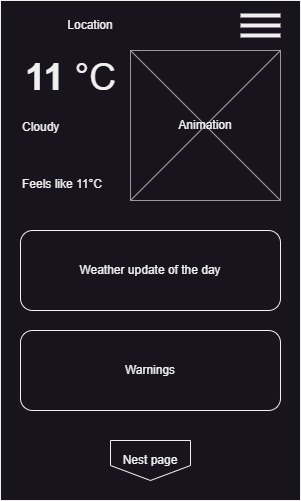 Location
11 °C
Animation
Cloudy
Feels like 11°C
Weather update of the day
Warnings
Nest page